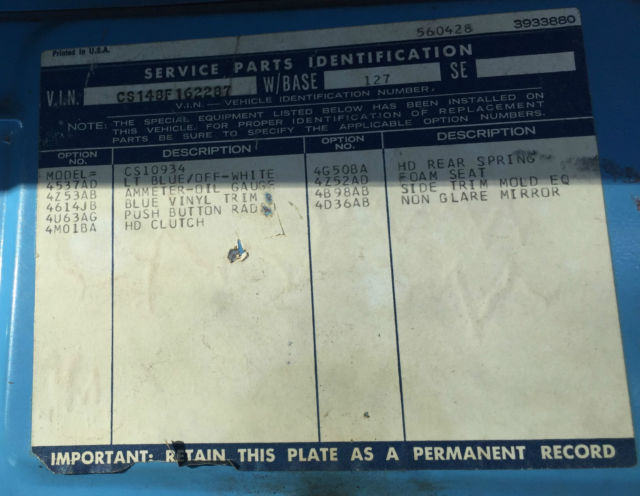 560428 3933880
Printed in U.S.A.
SERVICE PARTS IDENTIFICATION
V.I.N. CS148F162287 W/BASE 127 SE
V.I.N. — VEHICLE IDENTIFICATION NUMBER.
NOTE: THE SPECIAL EQUIPMENT LISTED BELOW HAS BEEN INSTALLED ON
THIS VEHICLE. FOR PROPER IDENTIFICATION OF REPLACEMENT
PARTS BE SURE TO SPECIFY THE APPLICABLE OPTION NUMBERS.
OPTION NO. DESCRIPTION OPTION NO. DESCRIPTION
MODEL= CS10934 4G50BA HD REAR SPRING
4537AD LT BLUE/OFF-WHITE 4Z52AD FOAM SEAT
4Z53AB AMMETER-OIL GAUGE 4B98AB SIDE TRIM MOLD EQ
4614JB BLUE VINYL TRIM 4D36AB NON GLARE MIRROR
4U63AG PUSH BUTTON RAD
4M01BA HD CLUTCH
IMPORTANT: RETAIN THIS PLATE AS A PERMANENT RECORD